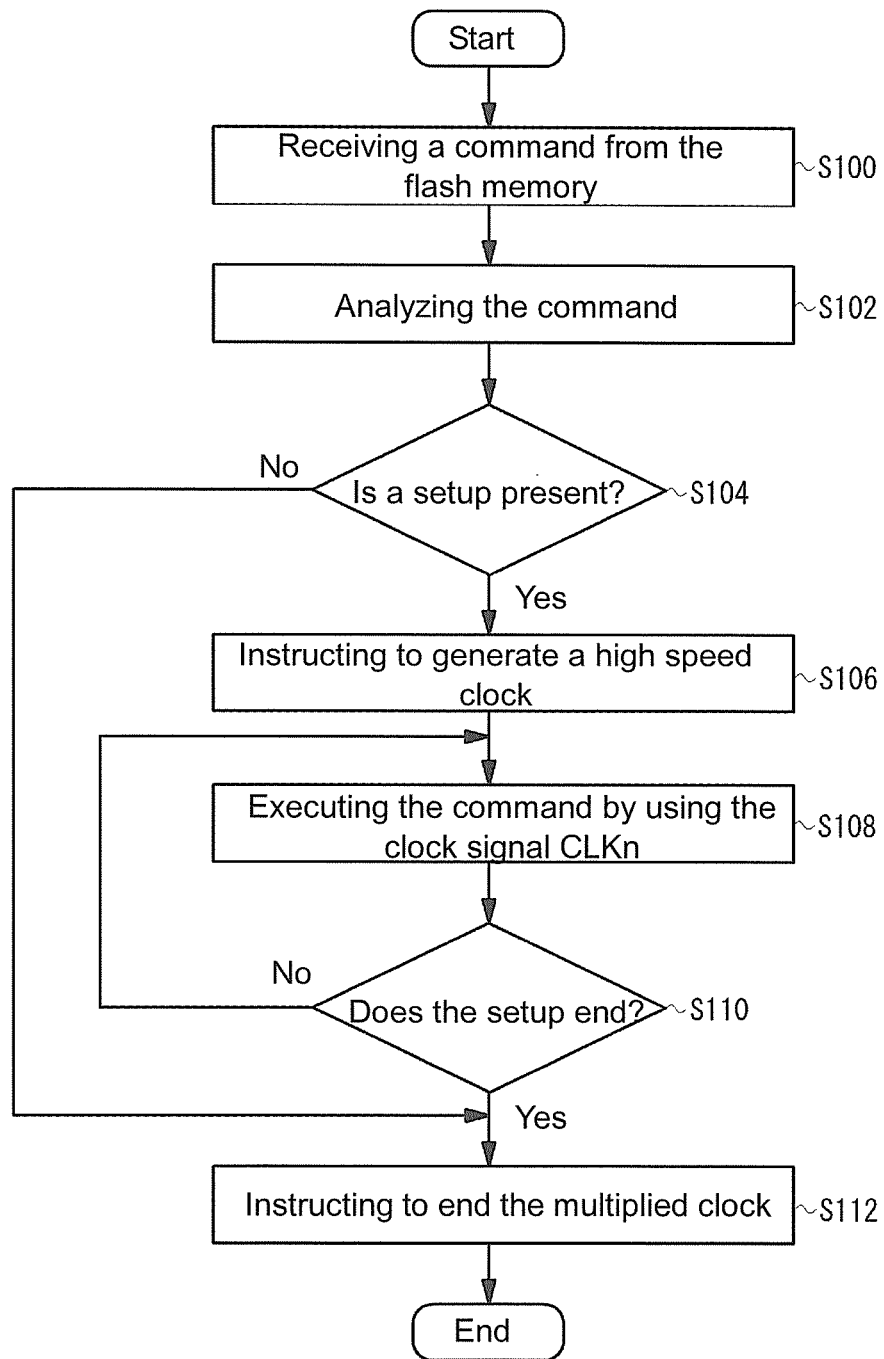 Start
Receiving a command from the
flash memory
S100
Analyzing the command
S102
No
Is a setup present?
S104
Yes
Instructing to generate a high speed
clock
S106
Executing the command by using the
clock signal CLKn
S108
No
Does the setup end?
S110
Yes
Instructing to end the multiplied clock
S112
End